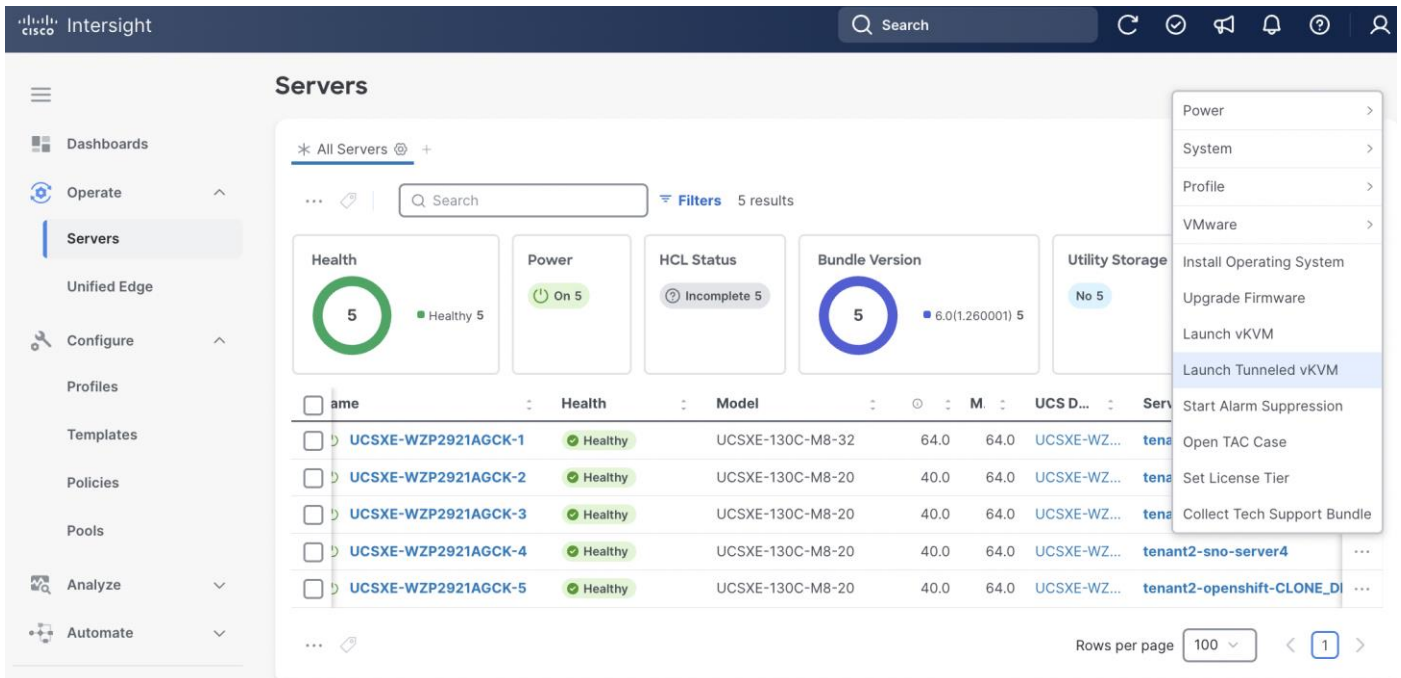 cisco Intersight
Search
Servers
Dashboards
Operate
Servers
Unified Edge
Configure
Profiles
Templates
Policies
Pools
Analyze
Automate
All Servers
Search
Filters 5 results
Health
5
Healthy 5
Power
On 5
HCL Status
Incomplete 5
Bundle Version
5
6.0(1.260001) 5
Utility Storage
No 5
ame Health Model M. UCS D... Serv
UCSXE-WZP2921AGCK-1 Healthy UCSXE-130C-M8-32 64.0 64.0 UCSXE-WZ... tena
UCSXE-WZP2921AGCK-2 Healthy UCSXE-130C-M8-20 40.0 64.0 UCSXE-WZ... tena
UCSXE-WZP2921AGCK-3 Healthy UCSXE-130C-M8-20 40.0 64.0 UCSXE-WZ... tena
UCSXE-WZP2921AGCK-4 Healthy UCSXE-130C-M8-20 40.0 64.0 UCSXE-WZ... tenant2-sno-server4
UCSXE-WZP2921AGCK-5 Healthy UCSXE-130C-M8-20 40.0 64.0 UCSXE-WZ... tenant2-openshift-CLONE_D
Power
System
Profile
VMware
Install Operating System
Upgrade Firmware
Launch vKVM
Launch Tunneled vKVM
Start Alarm Suppression
Open TAC Case
Set License Tier
Collect Tech Support Bundle
Rows per page 100 1